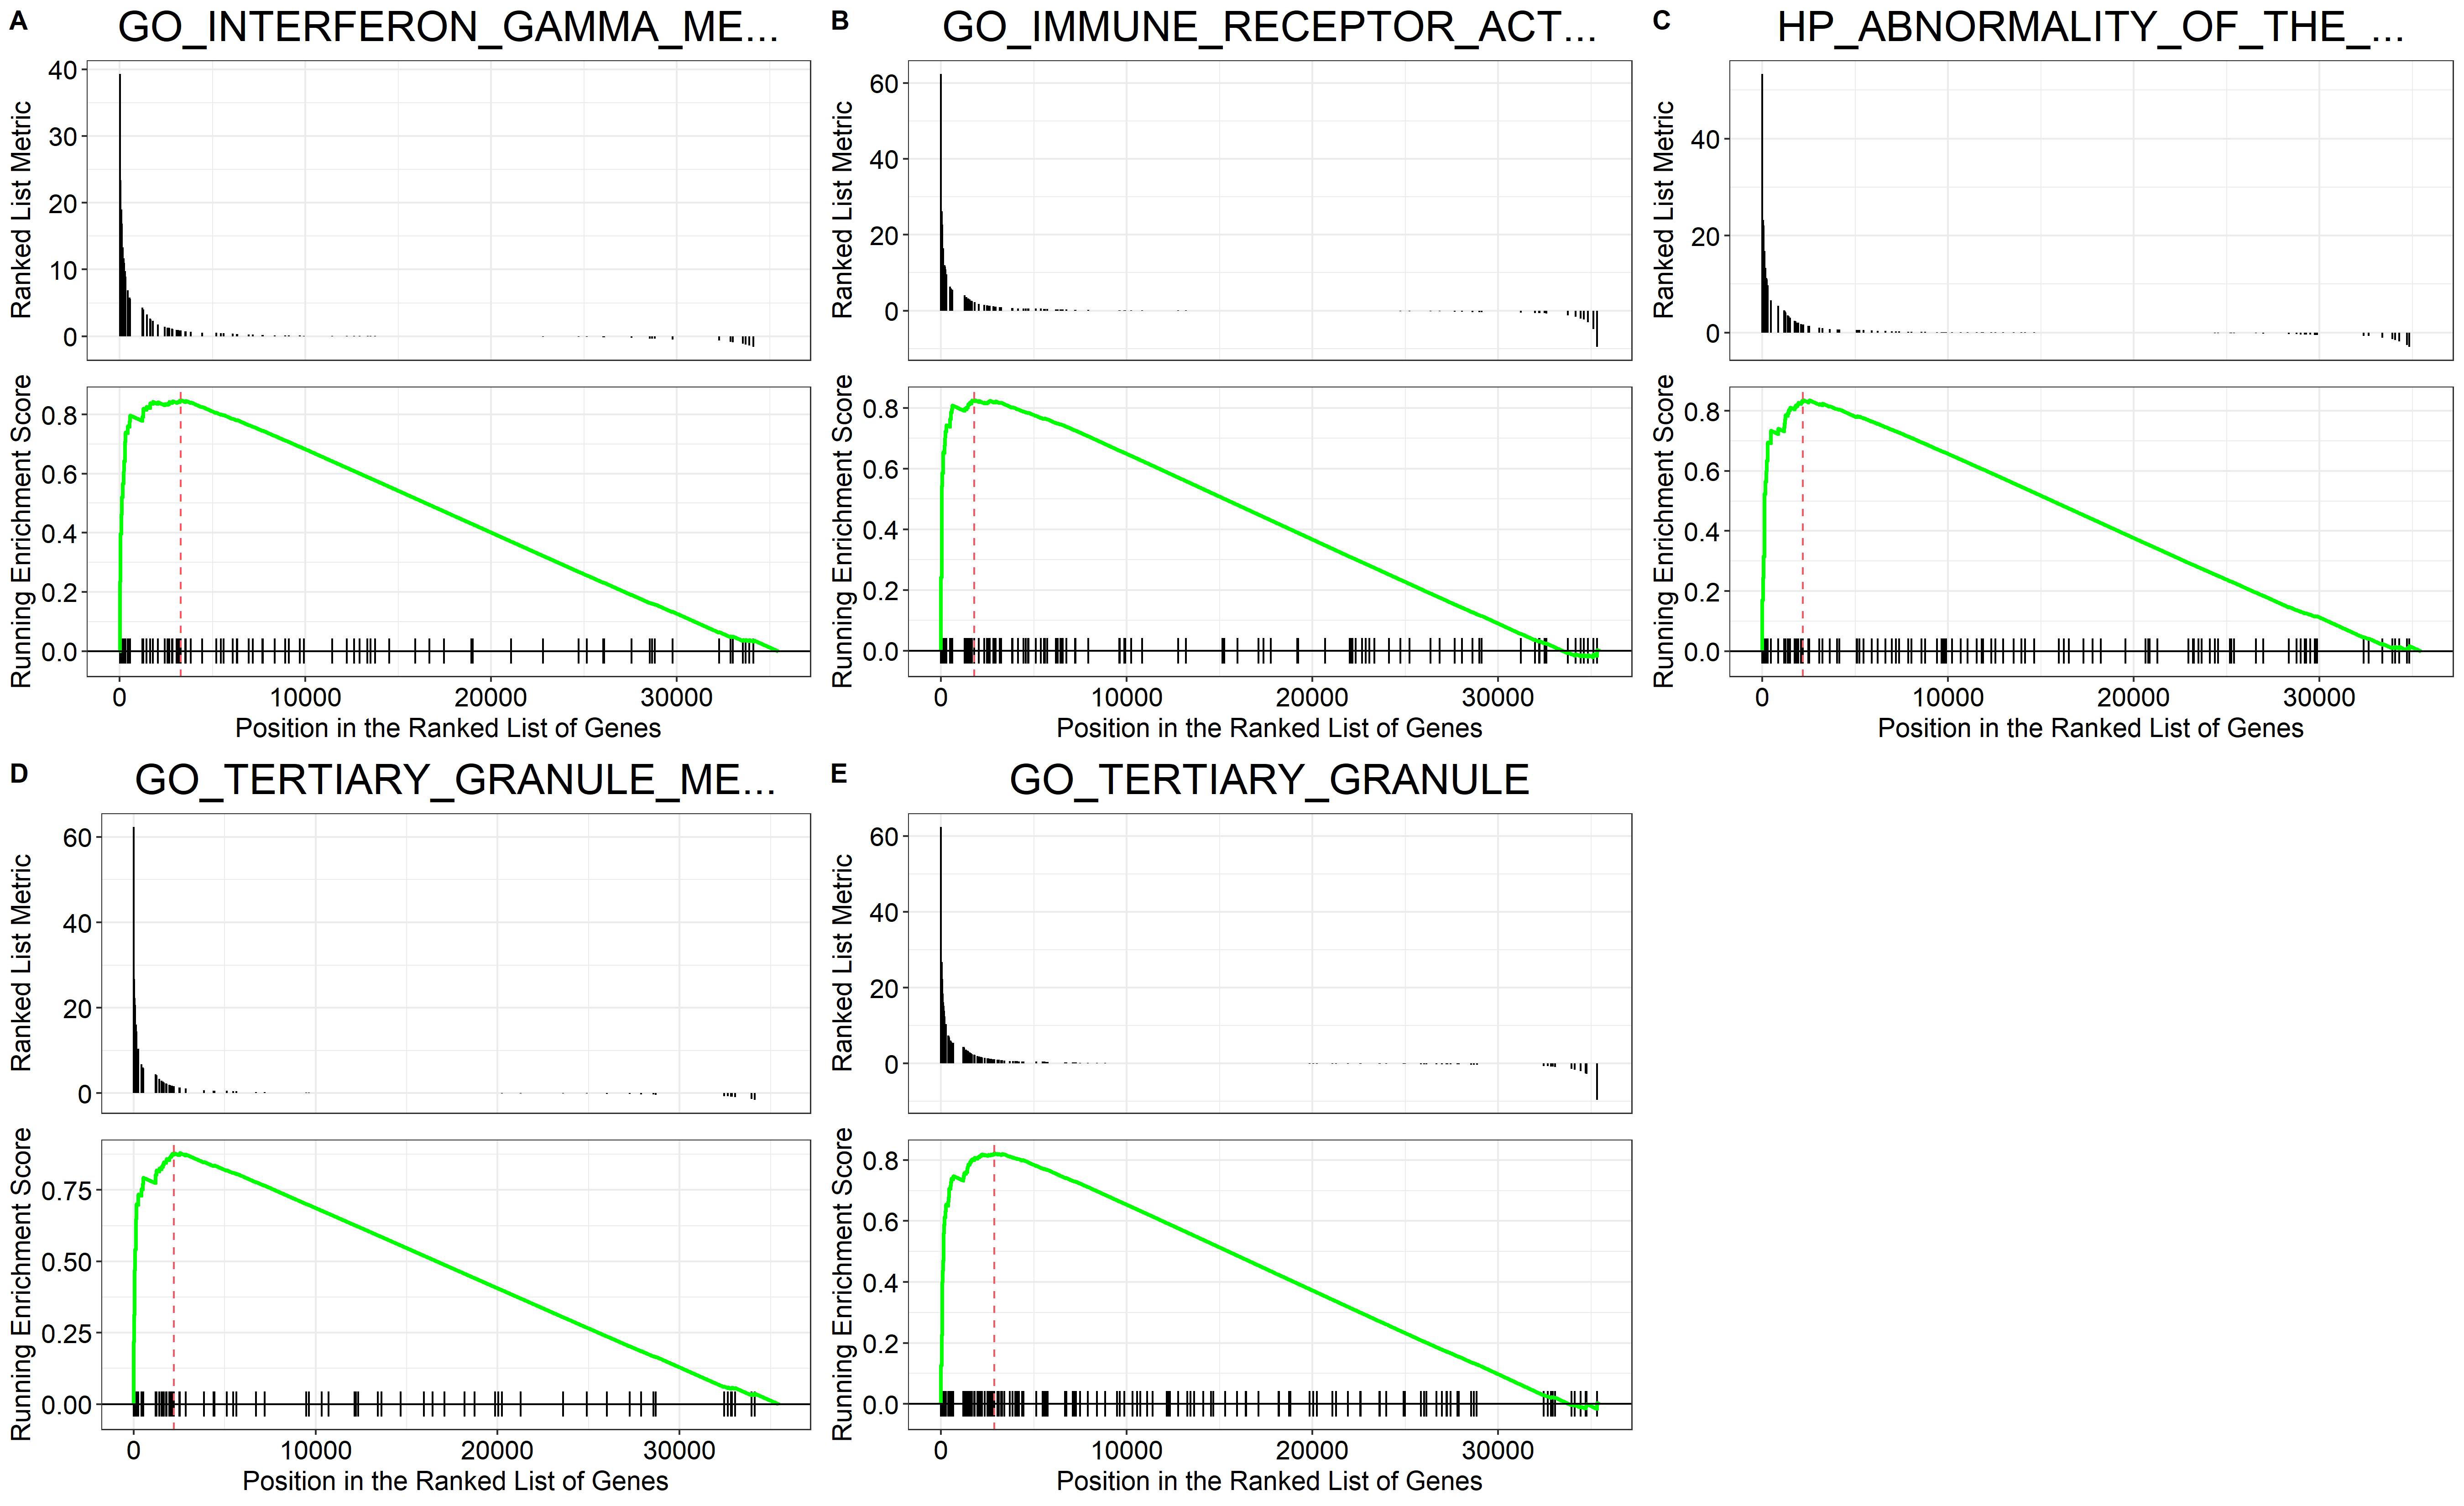 A GO_INTERFERON_GAMMA_ME...
Ranked List Metric
40
30
20
10
0
Running Enrichment Score
0.8
0.6
0.4
0.2
0.0
0 10000 20000 30000
Position in the Ranked List of Genes
B GO_IMMUNE_RECEPTOR_ACT...
Ranked List Metric
60
40
20
0
Running Enrichment Score
0.8
0.6
0.4
0.2
0.0
0 10000 20000 30000
Position in the Ranked List of Genes
C HP_ABNORMALITY_OF_THE_...
Ranked List Metric
40
20
0
Running Enrichment Score
0.8
0.6
0.4
0.2
0.0
0 10000 20000 30000
Position in the Ranked List of Genes
D GO_TERTIARY_GRANULE_ME...
Ranked List Metric
60
40
20
0
Running Enrichment Score
0.75
0.50
0.25
0.00
0 10000 20000 30000
Position in the Ranked List of Genes
E GO_TERTIARY_GRANULE
Ranked List Metric
60
40
20
0
Running Enrichment Score
0.8
0.6
0.4
0.2
0.0
0 10000 20000 30000
Position in the Ranked List of Genes